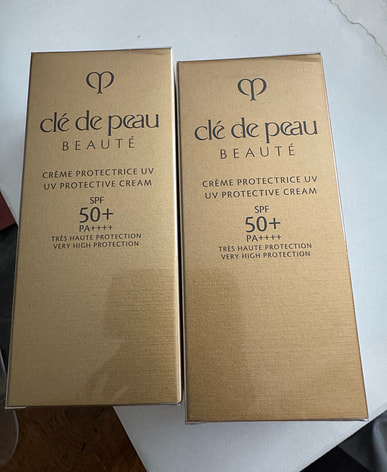 clé de peau
BEAUTÉ
CRÈME PROTECTRICE UV
UV PROTECTIVE CREAM
SPF
50+
PA++++
TRÈS HAUTE PROTECTION
VERY HIGH PROTECTION
clé de peau
BEAUTÉ
CRÈME PROTECTRICE UV
UV PROTECTIVE CREAM
SPF
50+
PA++++
TRÈS HAUTE PROTECTION
VERY HIGH PROTECTION